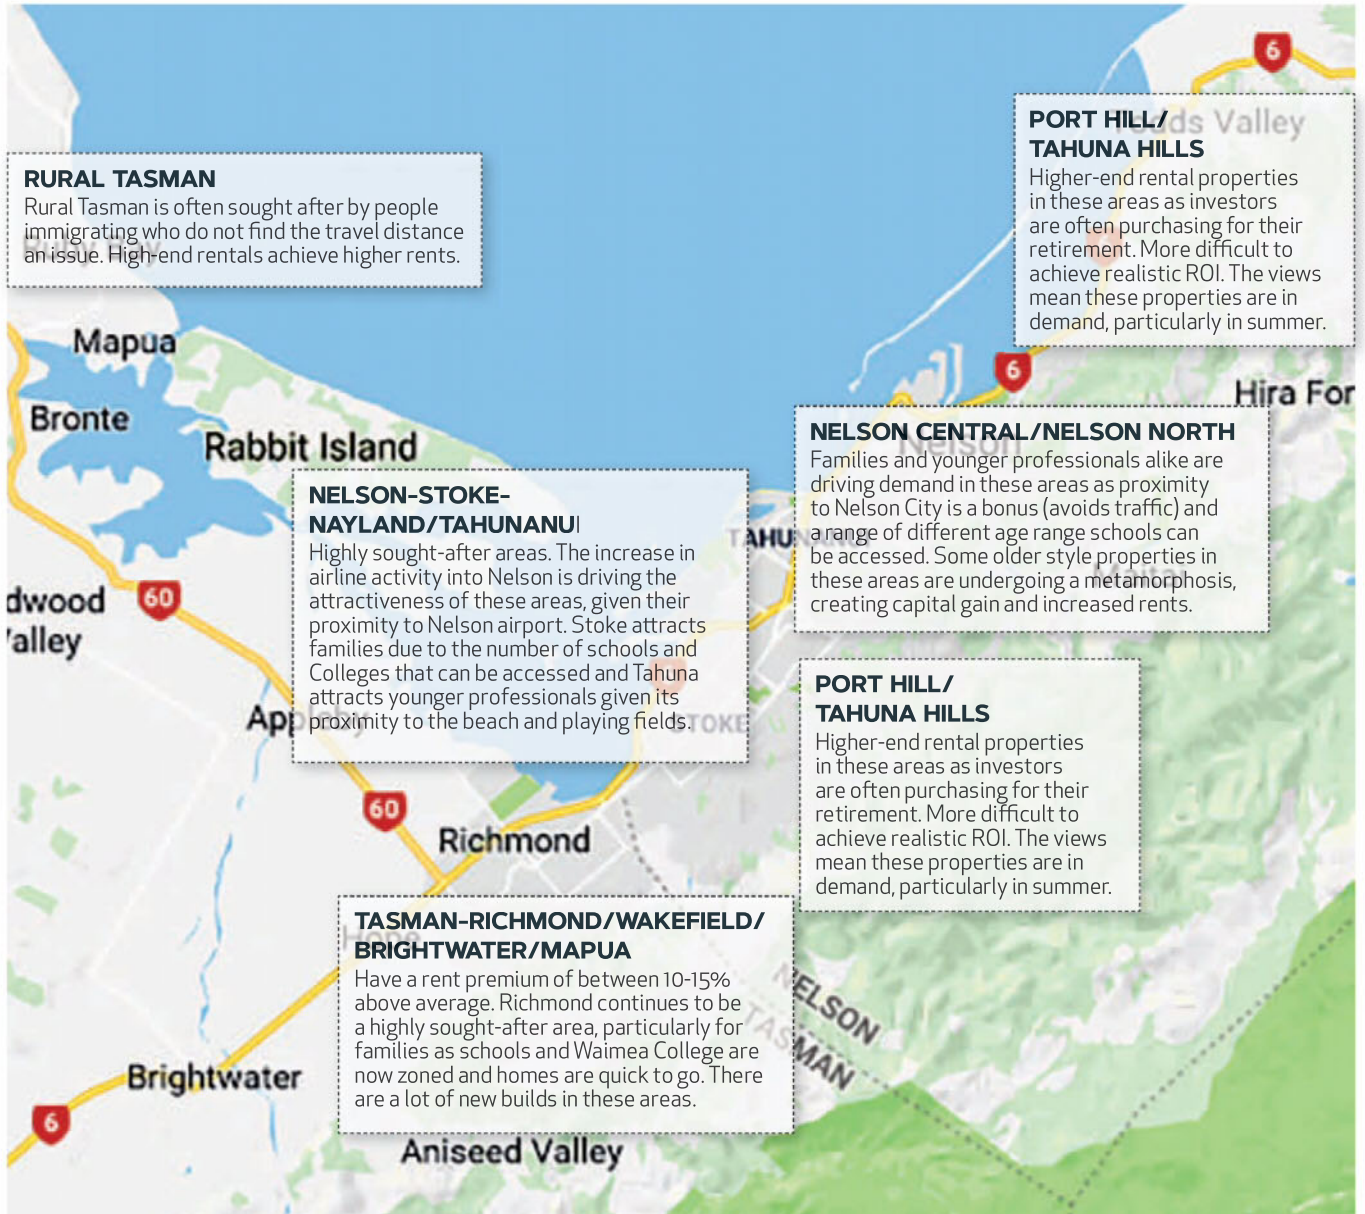 6
PORT HILL/
TAHUNA HILLS
Todds Valley
Higher-end rental properties
in these areas as investors
are often purchasing for their
retirement. More difficult to
achieve realistic ROI. The views
mean these properties are in
demand, particularly in summer.
RURAL TASMAN
Rural Tasman is often sought after by people
immigrating who do not find the travel distance
an issue. High-end rentals achieve higher rents.
Ruby Bay
Mapua
6
Hira For
Bronte
Rabbit Island
NELSON CENTRAL/NELSON NORTH
Nelson
Families and younger professionals alike are
driving demand in these areas as proximity
to Nelson City is a bonus (avoids traffic) and
a range of different age range schools can
be accessed. Some older style properties in
these areas are undergoing a metamorphosis,
creating capital gain and increased rents.
TAHUNANUI
Maitai
NELSON-STOKE-
NAYLAND/TAHUNANUI
Highly sought-after areas. The increase in
airline activity into Nelson is driving the
attractiveness of these areas, given their
proximity to Nelson airport. Stoke attracts
families due to the number of schools and
Colleges that can be accessed and Tahuna
attracts younger professionals given its
proximity to the beach and playing fields.
dwood
alley
60
Appleby
STOKE
PORT HILL/
TAHUNA HILLS
Higher-end rental properties
in these areas as investors
are often purchasing for their
retirement. More difficult to
achieve realistic ROI. The views
mean these properties are in
demand, particularly in summer.
60
Richmond
TASMAN-RICHMOND/WAKEFIELD/
BRIGHTWATER/MAPUA
Hope
Have a rent premium of between 10-15%
above average. Richmond continues to be
a highly sought-after area, particularly for
families as schools and Waimea College are
now zoned and homes are quick to go. There
are a lot of new builds in these areas.
NELSON
TASMAN
Brightwater
6
Aniseed Valley